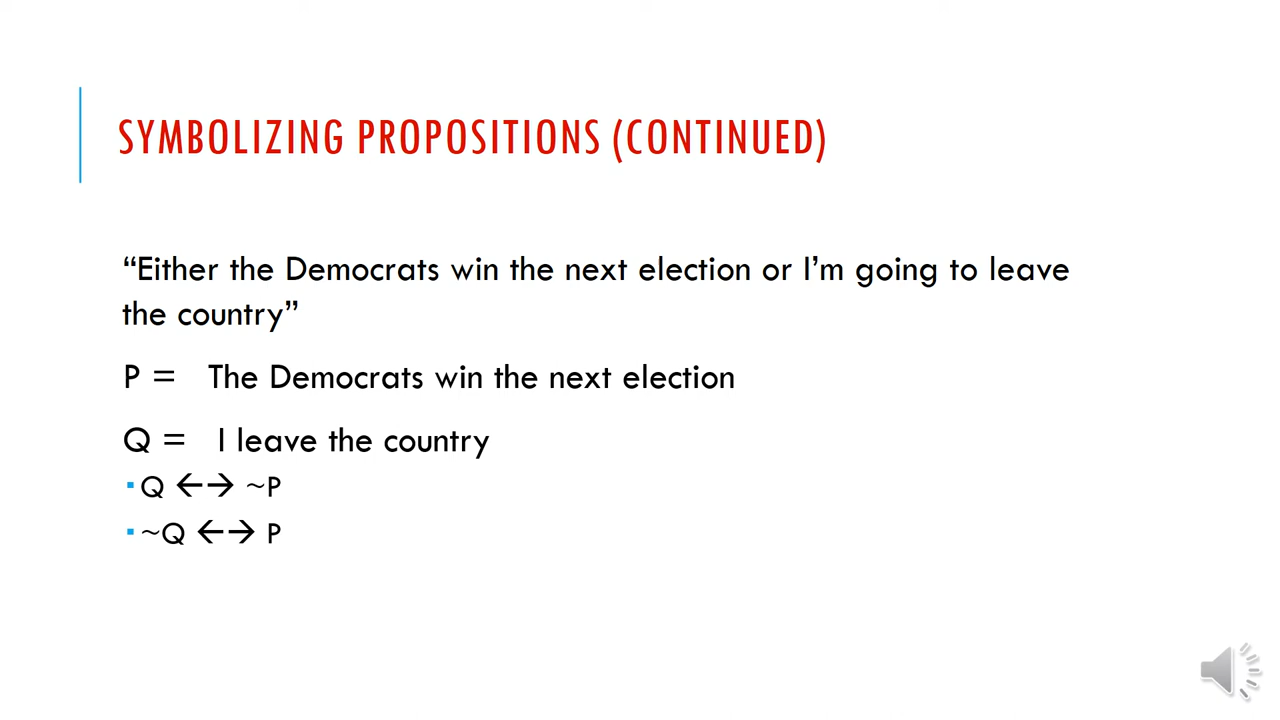 SYMBOLIZING PROPOSITIONS (CONTINUED)
“Either the Democrats win the next election or I’m going to leave
the country”
P = The Democrats win the next election
Q = I leave the country
▪ Q ←→ ~P
▪ ~Q ←→ P